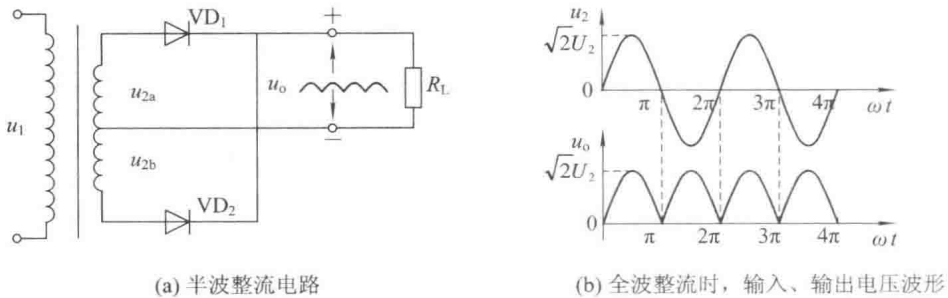 VD₁
+
u₁
u₂ₐ
uₒ
R_L
−
u₂b
VD₂
(a) 半波整流电路
u₂
√2U₂
0
π
2π
3π
4π
ωt
uₒ
√2U₂
0
π
2π
3π
4π
ωt
(b) 全波整流时，输入、输出电压波形